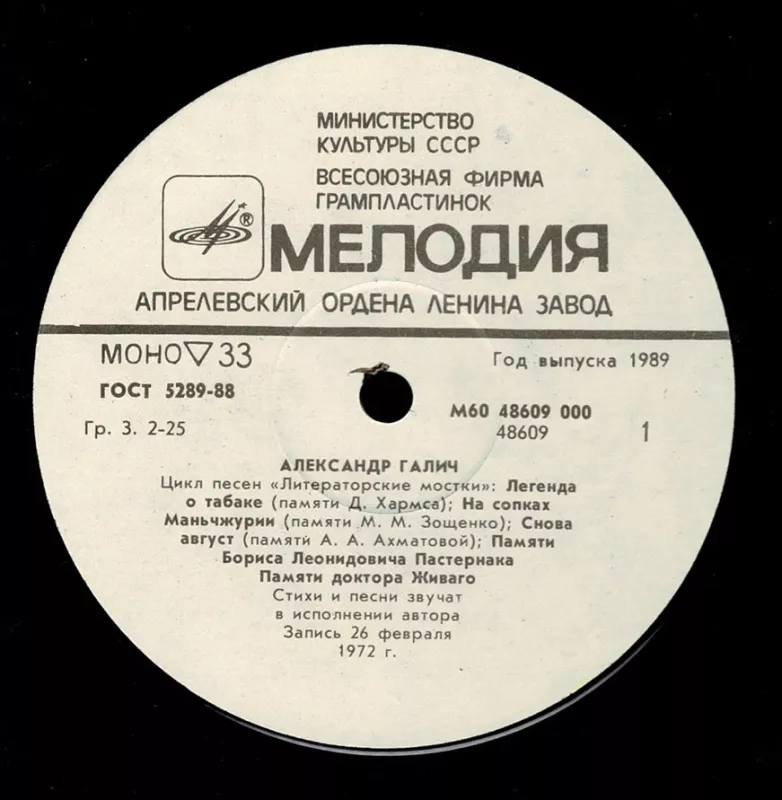 МИНИСТЕРСТВО
КУЛЬТУРЫ СССР
ВСЕСОЮЗНАЯ ФИРМА
ГРАМПЛАСТИНОК
®
МЕЛОДИЯ
АПРЕЛЕВСКИЙ ОРДЕНА ЛЕНИНА ЗАВОД
МОНО▽33
Год выпуска 1989
ГОСТ 5289-88
М60 48609 000
Гр. 3. 2-25
48609
1
АЛЕКСАНДР ГАЛИЧ
Цикл песен «Литераторские мостки»: Легенда
о табаке (памяти Д. Хармса); На сопках
Маньчжурии (памяти М. М. Зощенко); Снова
август (памяти А. А. Ахматовой); Памяти
Бориса Леонидовича Пастернака
Памяти доктора Живаго
Стихи и песни звучат
в исполнении автора
Запись 26 февраля
1972 г.